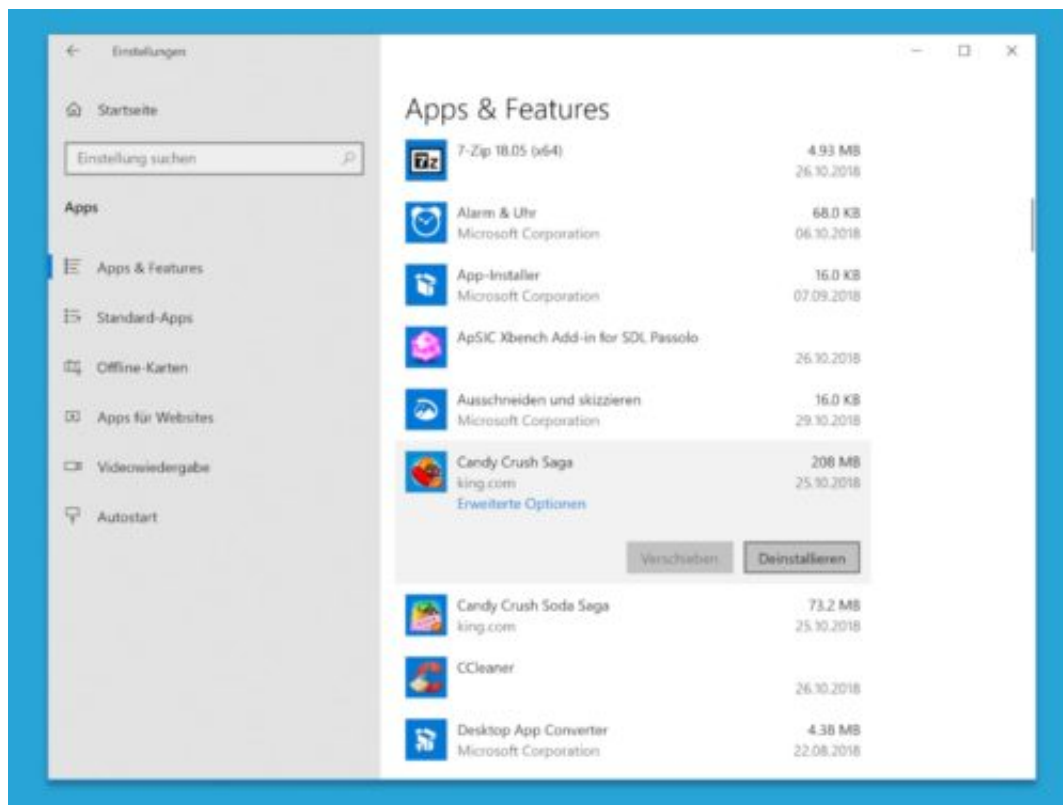 Einstellungen
Startseite
Einstellung suchen
Apps
Apps & Features
Standard-Apps
Offline-Karten
Apps für Websites
Videowiedergabe
Autostart
Apps & Features
7z
7-Zip 18.05 (x64) 4.93 MB
26.10.2018
Alarm & Uhr 68.0 KB
Microsoft Corporation 06.10.2018
App-Installer 16.0 KB
Microsoft Corporation 07.09.2018
ApSIC Xbench Add-in for SDL Passolo
26.10.2018
Ausschneiden und skizzieren 16.0 KB
Microsoft Corporation 29.10.2018
Candy Crush Saga 208 MB
king.com 25.10.2018
Erweiterte Optionen
Verschieben Deinstallieren
Candy Crush Soda Saga 73.2 MB
king.com 25.10.2018
CCleaner
26.10.2018
Desktop App Converter 4.38 MB
Microsoft Corporation 22.08.2018